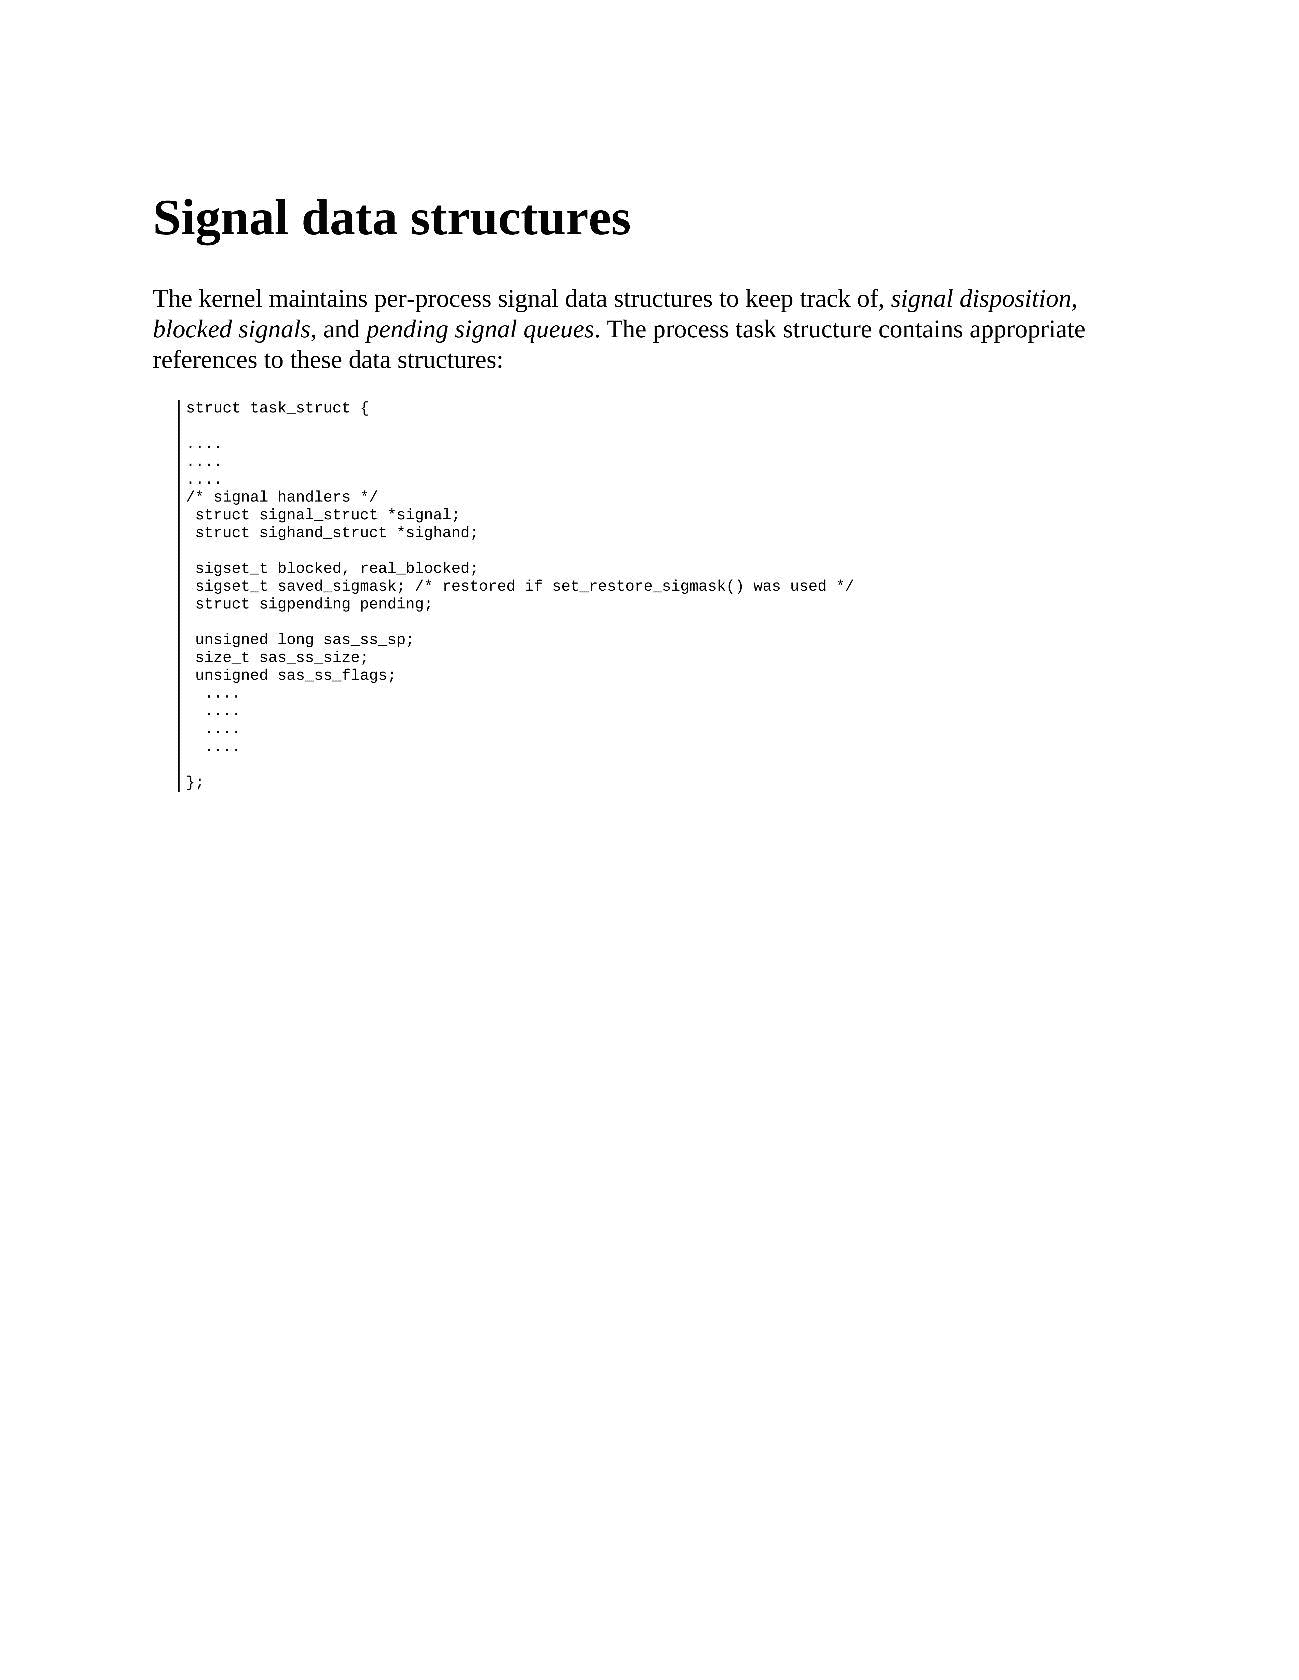 Signal data structures
The kernel maintains per-process signal data structures to keep track of, signal disposition,
blocked signals, and pending signal queues. The process task structure contains appropriate
references to these data structures:
struct task_struct {
....
....
....
/* signal handlers */
struct signal_struct *signal;
struct sighand_struct *sighand;
sigset_t blocked, real_blocked;
sigset_t saved_sigmask; /* restored if set_restore_sigmask() was used */
struct sigpending pending;
unsigned long sas_ss_sp;
size_t sas_ss_size;
unsigned sas_ss_flags;
....
....
....
....
};